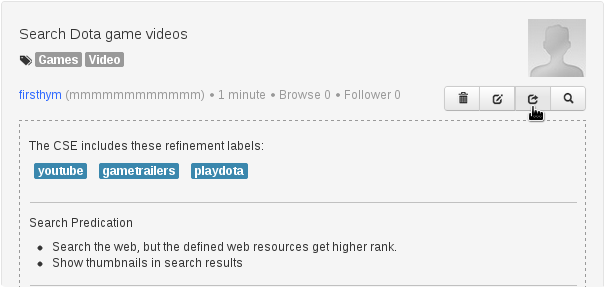 Search Dota game videos
Games Video
firsthym (mmmmmmmmmmmm) • 1 minute • Browse 0 • Follower 0
The CSE includes these refinement labels:
youtube gametrailers playdota
Search Predication
• Search the web, but the defined web resources get higher rank.
• Show thumbnails in search results